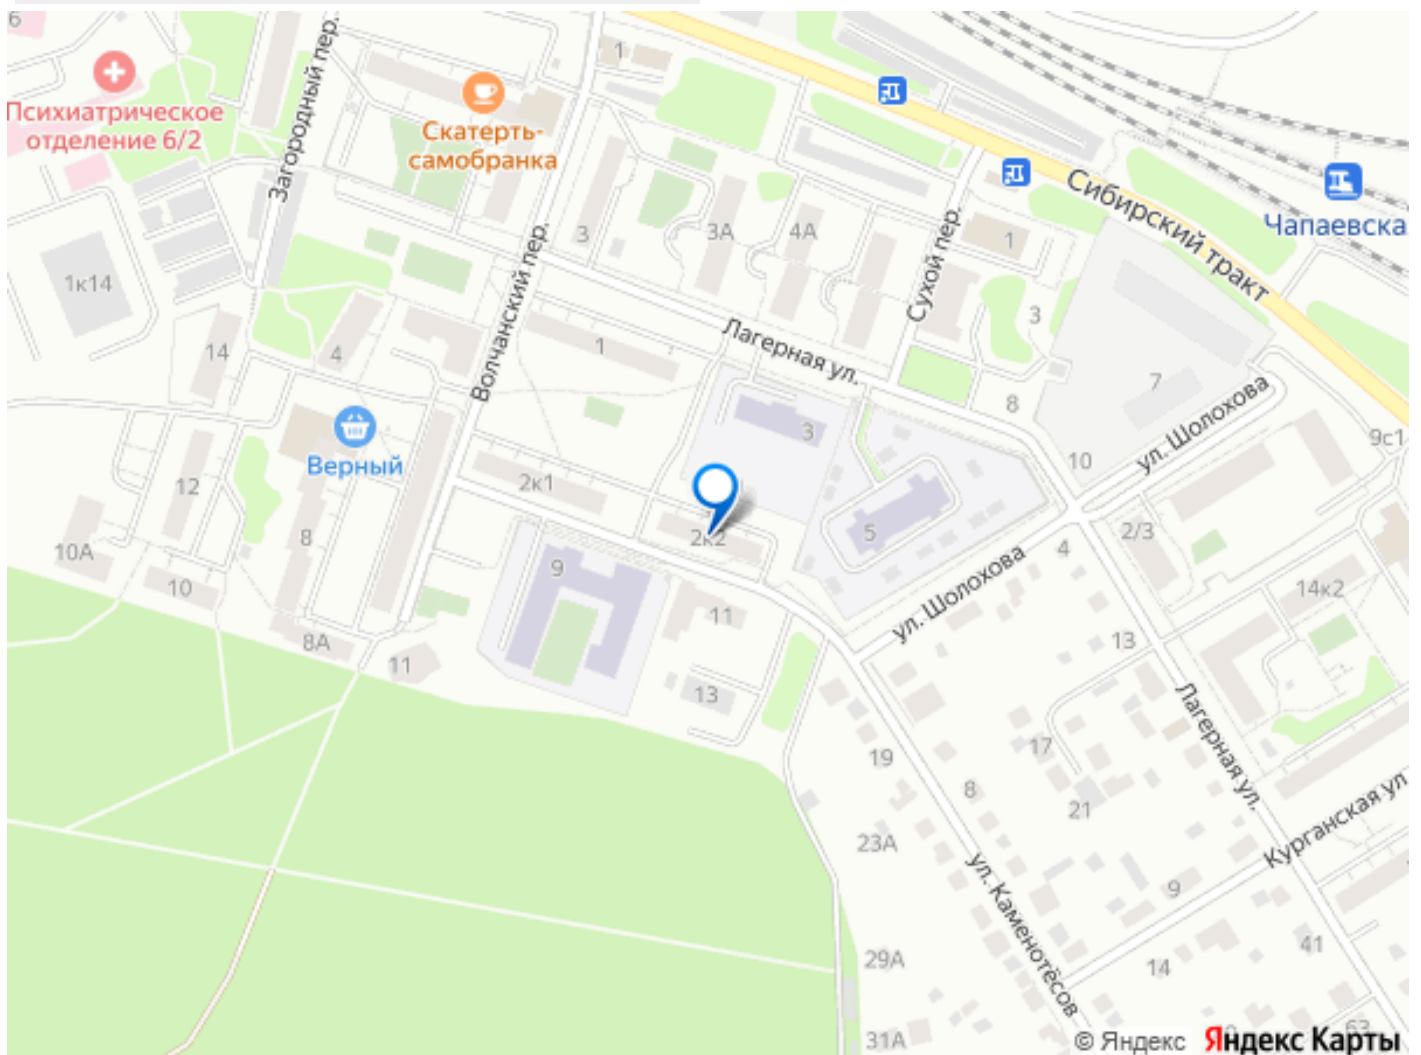 6
Загородный пер.
Волчанский пер.
1
Психиатрическое
отделение 6/2
Скатерть-
самобранка
Сибирский тракт
Чапаевска
3
3А
4А
Сухой пер.
1
1к14
3
Лагерная ул.
14
4
1
7
ул. Шолохова
8
3
9с1
Верный
10
12
2к1
8
2к2
5
2/3
10А
4
10
9
ул. Шолохова
14к2
11
13
8А
11
13
Лагерная ул.
17
19
8
21
Курганская ул
23А
ул. Каменотёсов
9
41
29А
14
63
31А
© Яндекс
Яндекс Карты